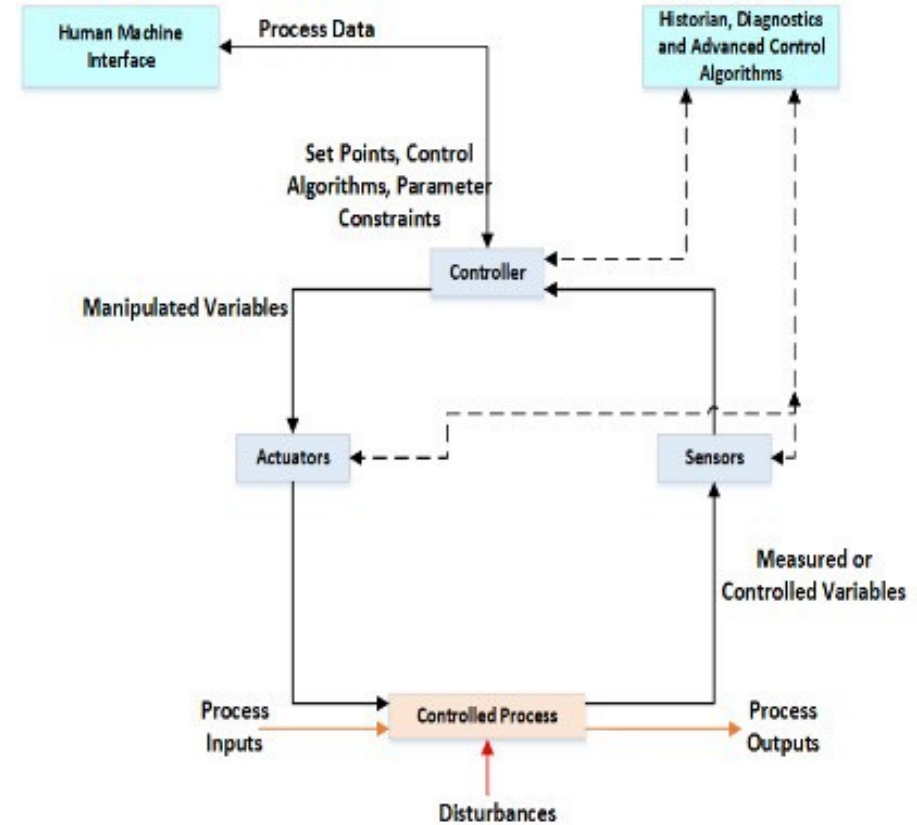 Human Machine
Interface
Process Data
Historian, Diagnostics
and Advanced Control
Algorithms
Set Points, Control
Algorithms, Parameter
Constraints
Controller
Manipulated Variables
Actuators
Sensors
Measured or
Controlled Variables
Process
Inputs
Controlled Process
Process
Outputs
Disturbances